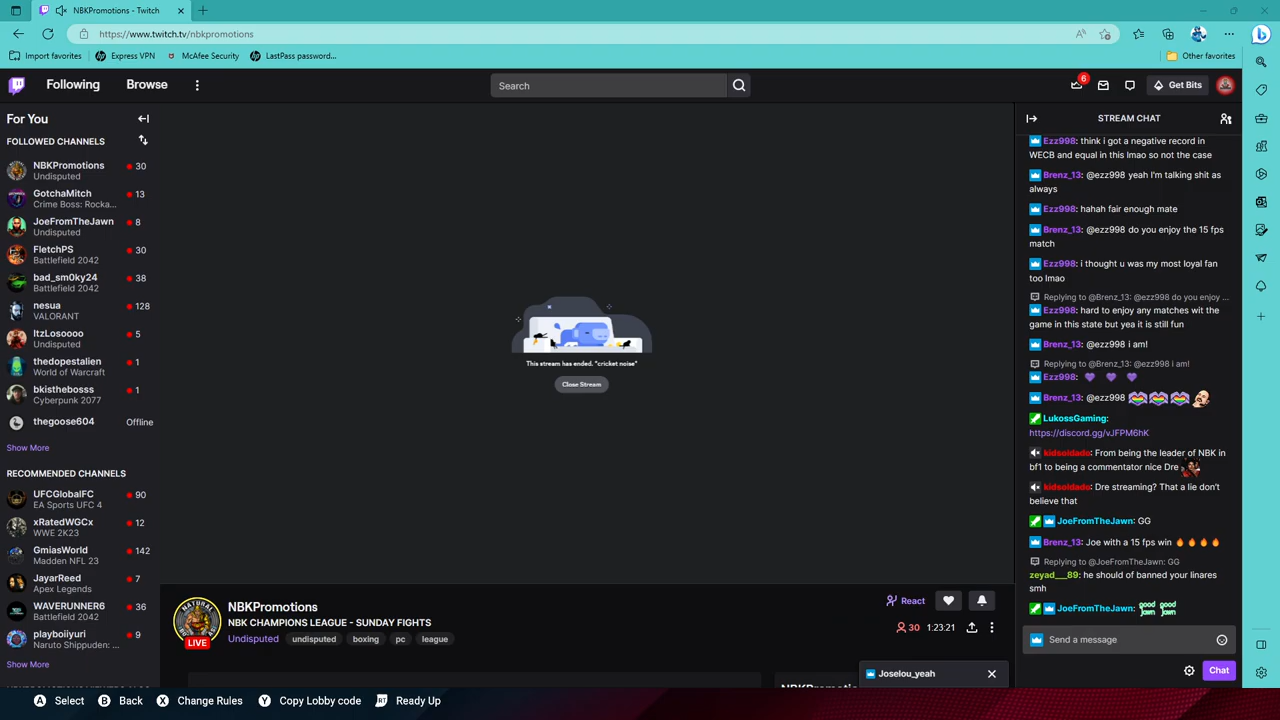 NBKPromotions - Twitch
https://www.twitch.tv/nbkpromotions
Import favorites
Express VPN
McAfee Security
LastPass password...
Other favorites
Following
Browse
Search
6
Get Bits
For You
FOLLOWED CHANNELS
NBKPromotions
30
Undisputed
GotchaMitch
13
Crime Boss: Rocka...
JoeFromTheJawn
8
Undisputed
FletchPS
30
Battlefield 2042
bad_sm0ky24
38
Battlefield 2042
nesua
128
VALORANT
ItzLosoooo
5
Undisputed
thedopestalien
1
World of Warcraft
bkisthebosss
1
Cyberpunk 2077
thegoose604
Offline
Show More
RECOMMENDED CHANNELS
UFCGlobalFC
90
EA Sports UFC 4
xRatedWGCx
12
WWE 2K23
GmiasWorld
142
Madden NFL 23
JayarReed
7
Apex Legends
WAVERUNNER6
36
Battlefield 2042
playboiiyuri
9
Naruto Shippuden: ...
Show More
This stream has ended. "cricket noise"
Close Stream
NATURAL
LIVE
NBKPromotions
NBK CHAMPIONS LEAGUE - SUNDAY FIGHTS
Undisputed
undisputed
boxing
pc
league
React
30
1:23:21
Joselou_yeah
STREAM CHAT
Ezz998: think i got a negative record in
WECB and equal in this lmao so not the case
Brenz_13: @ezz998 yeah I'm talking shit as
always
Ezz998: hahah fair enough mate
Brenz_13: @ezz998 do you enjoy the 15 fps
match
Ezz998: i thought u was my most loyal fan
too lmao
Replying to @Brenz_13: @ezz998 do you enjoy ...
Ezz998: hard to enjoy any matches wit the
game in this state but yea it is still fun
Brenz_13: @ezz998 i am!
Replying to @Brenz_13: @ezz998 i am!
Ezz998: 💜 💜 💜
Brenz_13: @ezz998
LukossGaming:
https://discord.gg/vJFPM6hK
kidsoldado: From being the leader of NBK in
bf1 to being a commentator nice Dre
kidsoldado: Dre streaming? That a lie don't
believe that
JoeFromTheJawn: GG
Brenz_13: Joe with a 15 fps win 🔥 🔥 🔥 🔥
Replying to @JoeFromTheJawn: GG
zeyad___89: he should of banned your linares
smh
JoeFromTheJawn: good jawn good jawn
Send a message
Chat
A Select
B Back
X Change Rules
Y Copy Lobby code
RT Ready Up